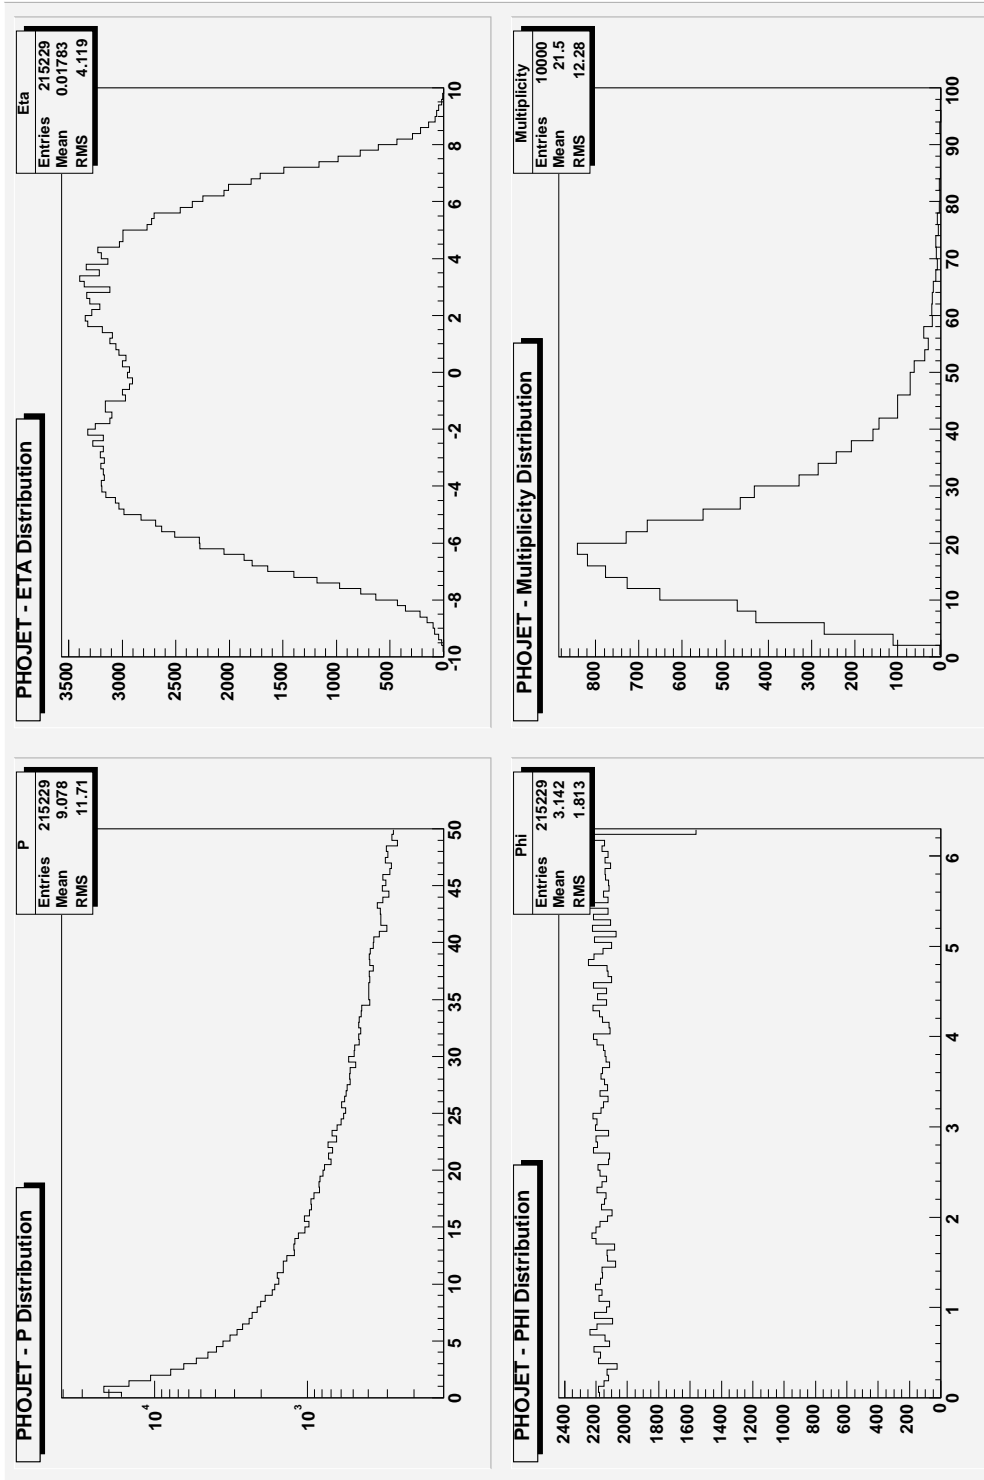 PHOJET - P Distribution
P
Entries 215229
Mean 9.078
RMS 11.71
10 4
10 3
0 5 10 15 20 25 30 35 40 45 50
PHOJET - ETA Distribution
Eta
Entries 215229
Mean 0.01783
RMS 4.119
3500
3000
2500
2000
1500
1000
500
0
-10 -8 -6 -4 -2 0 2 4 6 8 10
PHOJET - PHI Distribution
Phi
Entries 215229
Mean 3.142
RMS 1.813
2400
2200
2000
1800
1600
1400
1200
1000
800
600
400
200
0
0 1 2 3 4 5 6
PHOJET - Multiplicity Distribution
Multiplicity
Entries 10000
Mean 21.5
RMS 12.28
800
700
600
500
400
300
200
100
0
0 10 20 30 40 50 60 70 80 90 100